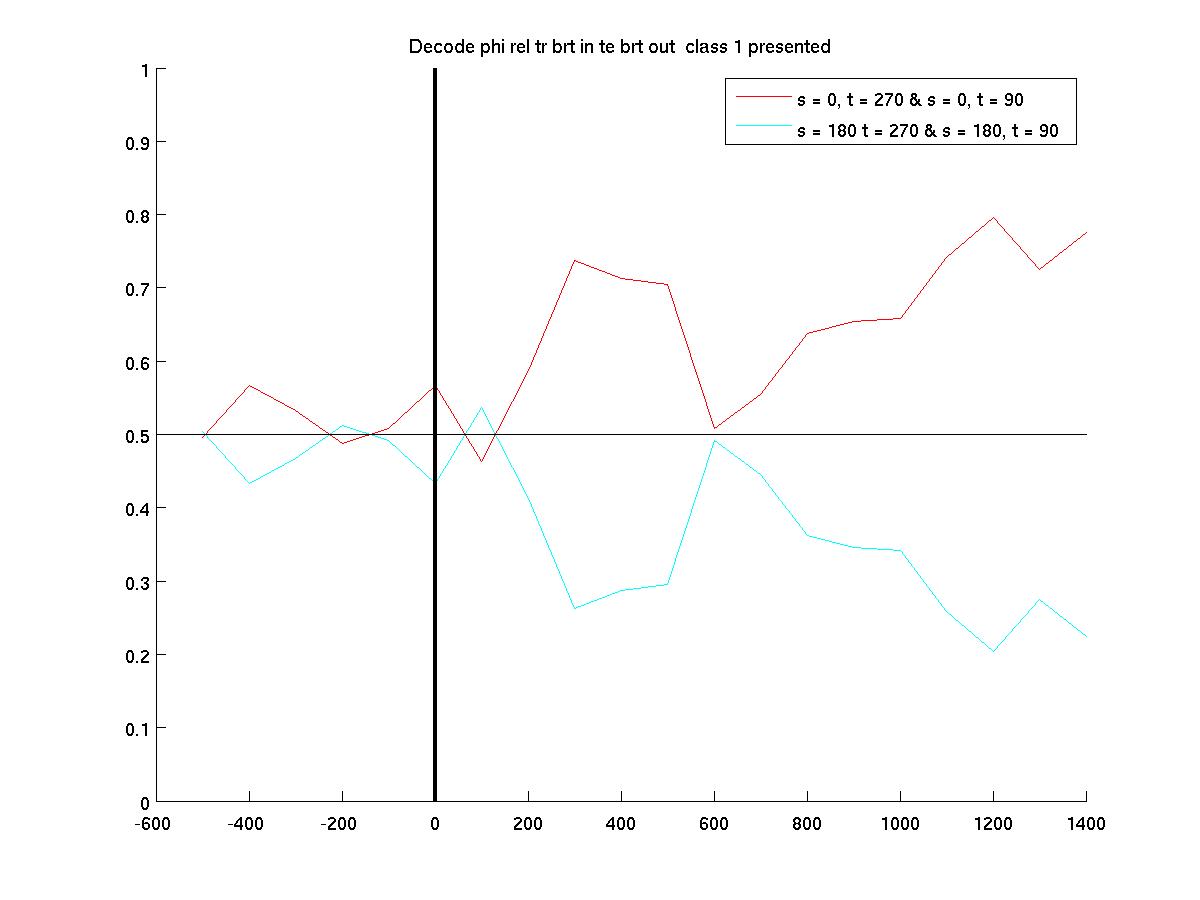 Decode phi rel tr brt in te brt out  class 1 presented
s = 0, t = 270 & s = 0, t = 90
s = 180 t = 270 & s = 180, t = 90
1
0.9
0.8
0.7
0.6
0.5
0.4
0.3
0.2
0.1
0
-600 -400 -200 0 200 400 600 800 1000 1200 1400